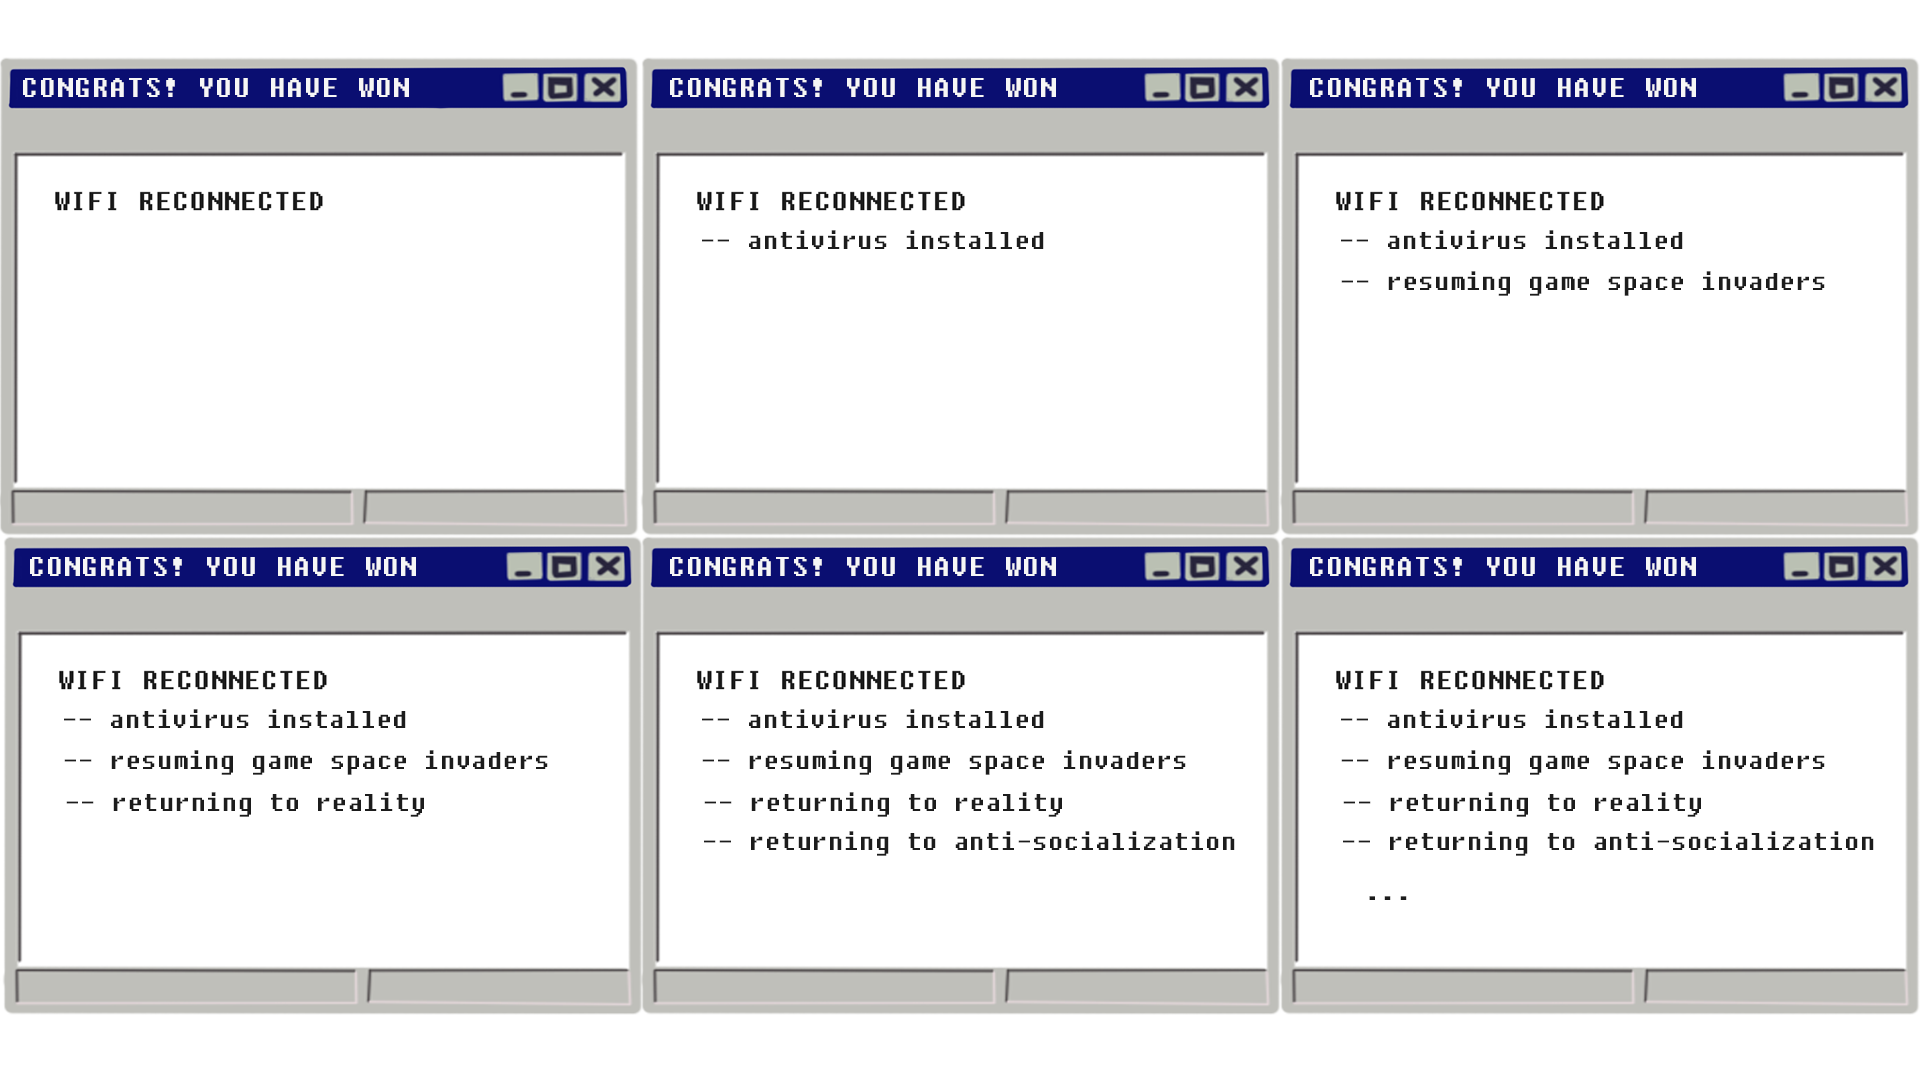 CONGRATS! YOU HAVE WON
WIFI RECONNECTED
CONGRATS! YOU HAVE WON
WIFI RECONNECTED
-- antivirus installed
CONGRATS! YOU HAVE WON
WIFI RECONNECTED
-- antivirus installed
-- resuming game space invaders
CONGRATS! YOU HAVE WON
WIFI RECONNECTED
-- antivirus installed
-- resuming game space invaders
-- returning to reality
CONGRATS! YOU HAVE WON
WIFI RECONNECTED
-- antivirus installed
-- resuming game space invaders
-- returning to reality
-- returning to anti-socialization
CONGRATS! YOU HAVE WON
WIFI RECONNECTED
-- antivirus installed
-- resuming game space invaders
-- returning to reality
-- returning to anti-socialization
...